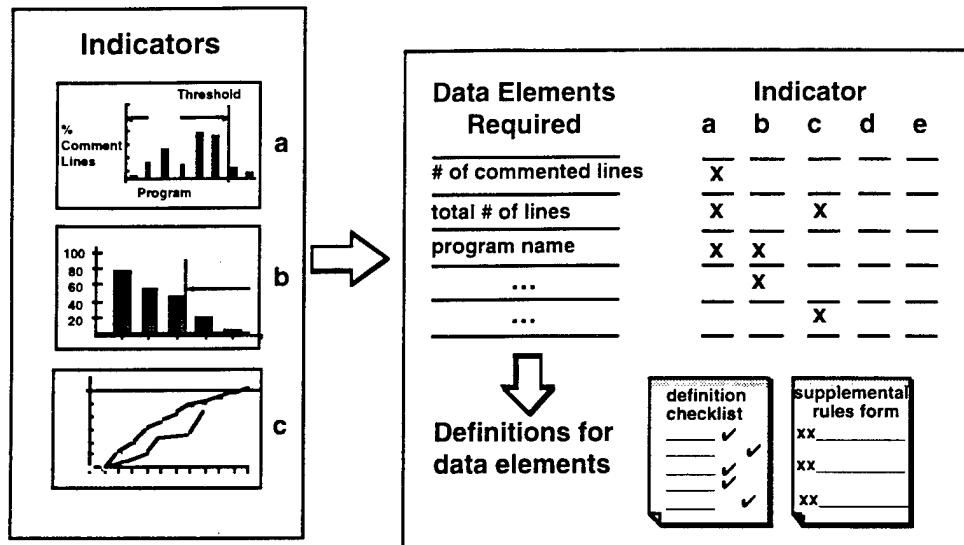 Indicators
Threshold
%
Comment
Lines
Program
a
100
80
60
40
20
b
c
Data Elements
Required
Indicator
a b c d e
# of commented lines X
total # of lines X X
program name X X
... X
... X
Definitions for
data elements
definition
checklist
supplemental
rules form
xx
xx
xx